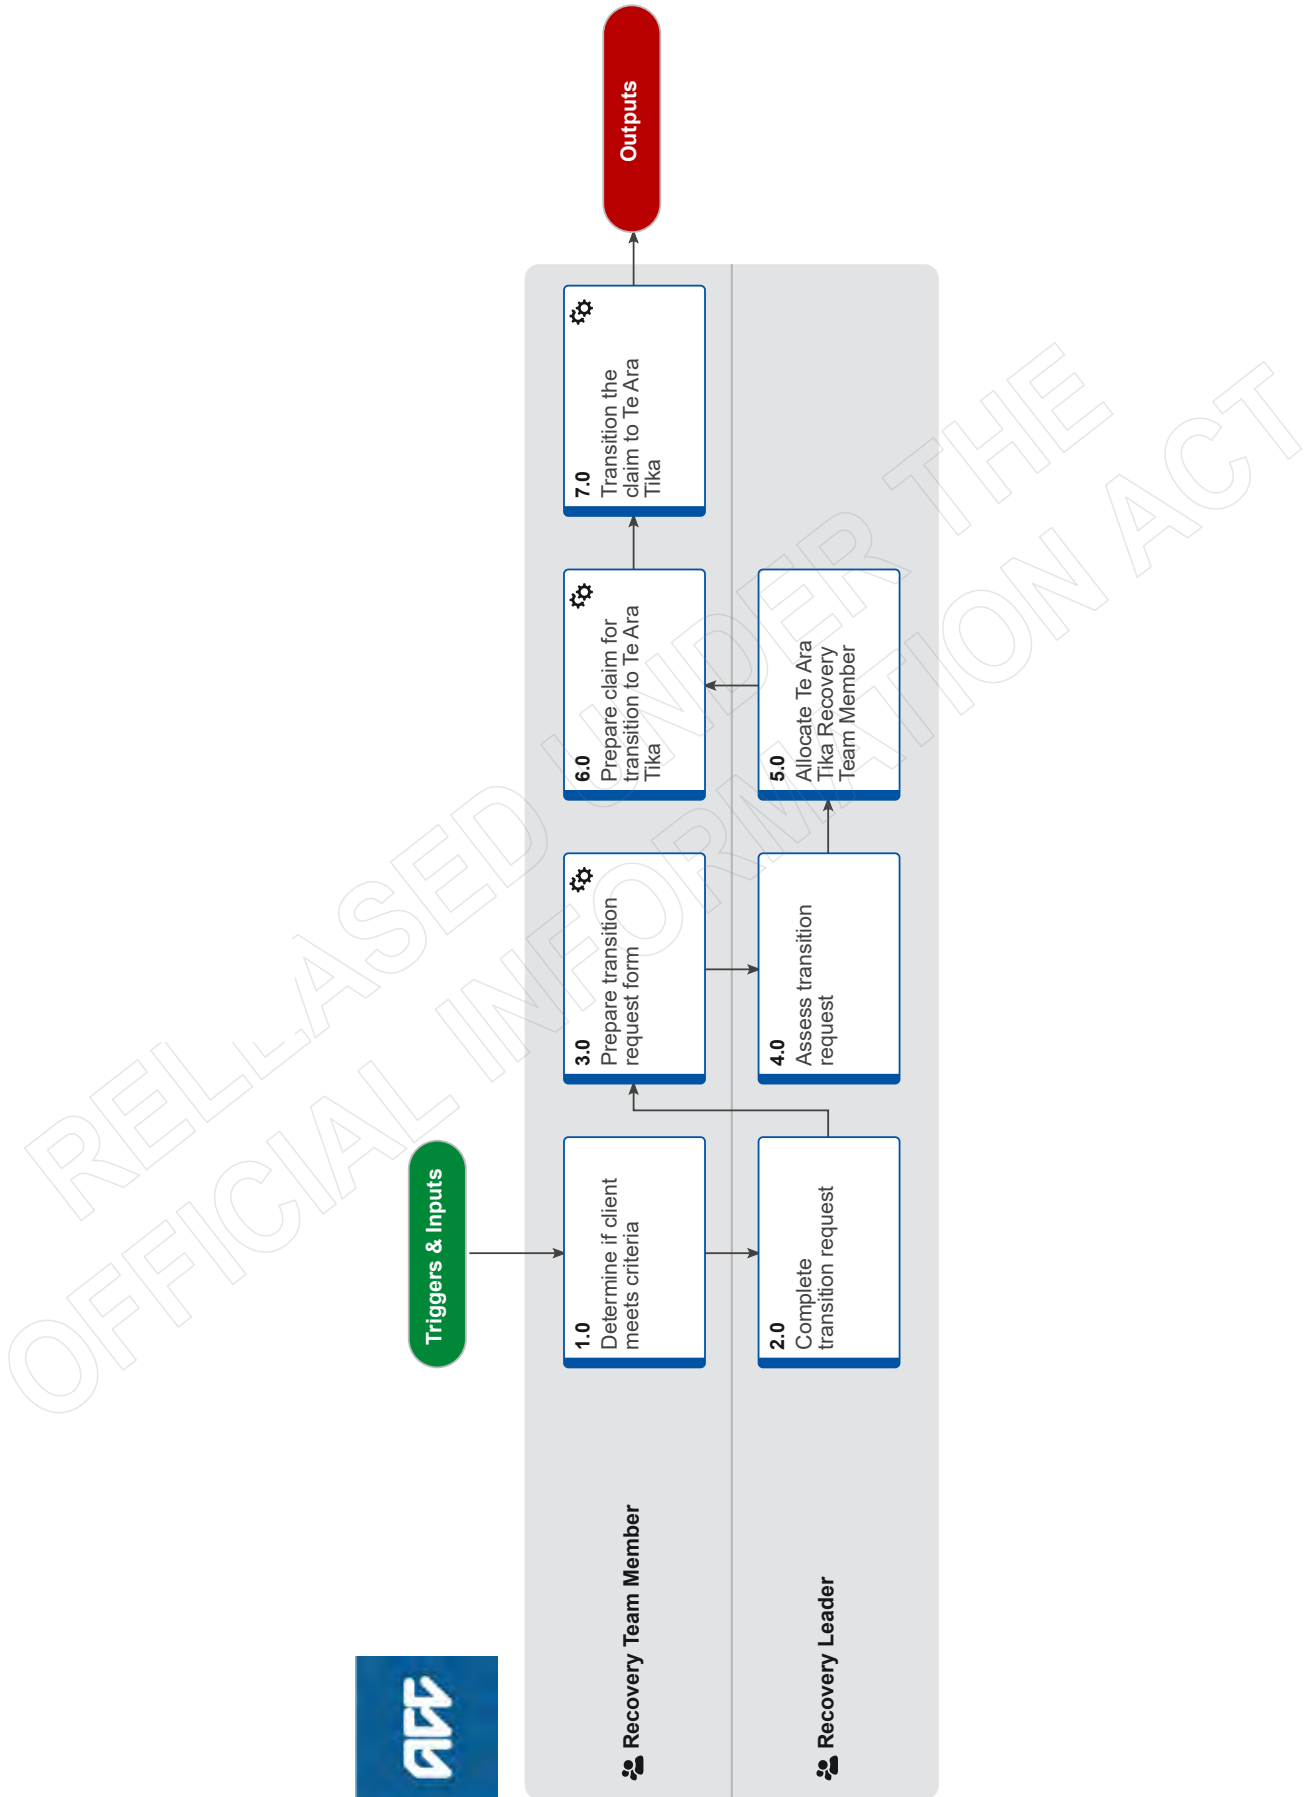 acc
Triggers & Inputs
Recovery Team Member
1.0
Determine if client
meets criteria
3.0
Prepare transition
request form
6.0
Prepare claim for
transition to Te Ara
Tika
7.0
Transition the
claim to Te Ara
Tika
Outputs
Recovery Leader
2.0
Complete
transition request
4.0
Assess transition
request
5.0
Allocate Te Ara
Tika Recovery
Team Member
RELEASED UNDER THE
OFFICIAL INFORMATION ACT